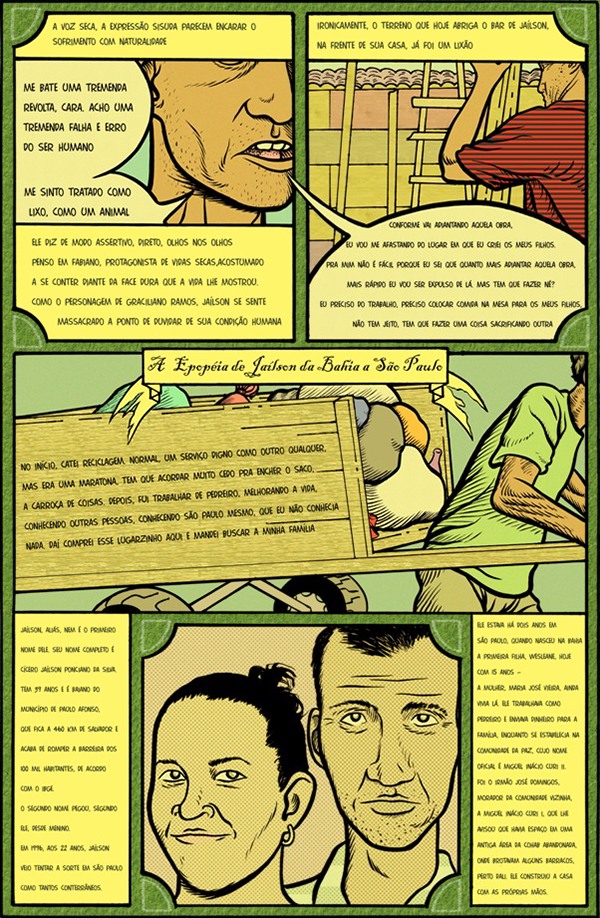 A VOZ SECA, A EXPRESSÃO SISUDA PARECEM ENCARAR O
SOFRIMENTO COM NATURALIDADE
ME BATE UMA TREMENDA
REVOLTA, CARA. ACHO UMA
TREMENDA FALHA E ERRO
DO SER HUMANO
ME SINTO TRATADO COMO
LIXO, COMO UM ANIMAL
ELE DIZ DE MODO ASSERTIVO, DIRETO, OLHOS NOS OLHOS
PENSO EM FABIANO, PROTAGONISTA DE VIDAS SECAS,ACOSTUMADO
A SE CONTER DIANTE DA FACE DURA QUE A VIDA LHE MOSTROU.
COMO O PERSONAGEM DE GRACILIANO RAMOS, JAÍLSON SE SENTE
MASSACRADO A PONTO DE DUVIDAR DE SUA CONDIÇÃO HUMANA
IRONICAMENTE, O TERRENO QUE HOJE ABRIGA O BAR DE JAÍLSON,
NA FRENTE DE SUA CASA, JÁ FOI UM LIXÃO
CONFORME VAI ADIANTANDO AQUELA OBRA,
EU VOU ME AFASTANDO DO LUGAR EM QUE EU CRIEI OS MEUS FILHOS.
PRA MIM NÃO É FÁCIL PORQUE EU SEI QUE QUANTO MAIS ADIANTAR AQUELA OBRA,
MAIS RÁPIDO EU VOU SER EXPULSO DE LÁ. MAS TEM QUE FAZER NÉ?
EU PRECISO DO TRABALHO, PRECISO COLOCAR COMIDA NA MESA PARA OS MEUS FILHOS.
NÃO TEM JEITO, TEM QUE FAZER UMA COISA SACRIFICANDO OUTRA
A Epopéia de Jaílson da Bahia a São Paulo
NO INÍCIO, CATEI RECICLAGEM. NORMAL, UM SERVIÇO DIGNO COMO OUTRO QUALQUER,
MAS ERA UMA MARATONA, TEM QUE ACORDAR MUITO CEDO PRA ENCHER O SACO,
A CARROÇA DE COISAS. DEPOIS, FUI TRABALHAR DE PEDREIRO, MELHORANDO A VIDA,
CONHECENDO OUTRAS PESSOAS, CONHECENDO SÃO PAULO MESMO, QUE EU NÃO CONHECIA
NADA. DAÍ COMPREI ESSE LUGARZINHO AQUI E MANDEI BUSCAR A MINHA FAMÍLIA
JAÍLSON, ALIÁS, NEM É O PRIMEIRO
NOME DELE. SEU NOME COMPLETO É
CÍCERO JAÍLSON PONCIANO DA SILVA.
TEM 39 ANOS E É BAIANO DO
MUNICÍPIO DE PAULO AFONSO,
QUE FICA A 460 KM DE SALVADOR E
ACABA DE ROMPER A BARREIRA DOS
100 MIL HABITANTES, DE ACORDO
COM O IBGE.
O SEGUNDO NOME PEGOU, SEGUNDO
ELE, DESDE MENINO.
EM 1996, AOS 22 ANOS, JAÍLSON
VEIO TENTAR A SORTE EM SÃO PAULO
COMO TANTOS CONTERRÂNEOS.
ELE ESTAVA HÁ DOIS ANOS EM
SÃO PAULO, QUANDO NASCEU NA BAHIA
A PRIMEIRA FILHA, WESLEANE, HOJE
COM 15 ANOS –
A MULHER, MARIA JOSÉ VIEIRA, AINDA
VIVIA LÁ. ELE TRABALHAVA COMO
PEDREIRO E ENVIAVA DINHEIRO PARA A
FAMÍLIA, ENQUANTO SE ESTABELECIA NA
COMUNIDADE DA PAZ, CUJO NOME
OFICIAL É MIGUEL INÁCIO CURI II.
FOI O IRMÃO JOSÉ DOMINGOS,
MORADOR DA COMUNIDADE VIZINHA,
A MIGUEL INÁCIO CURI I, QUE LHE
AVISOU QUE HAVIA ESPAÇO EM UMA
ANTIGA ÁREA DA COHAB ABANDONADA,
ONDE BROTAVAM ALGUNS BARRACOS,
PERTO DALI. ELE CONSTRUIU A CASA
COM AS PRÓPRIAS MÃOS.